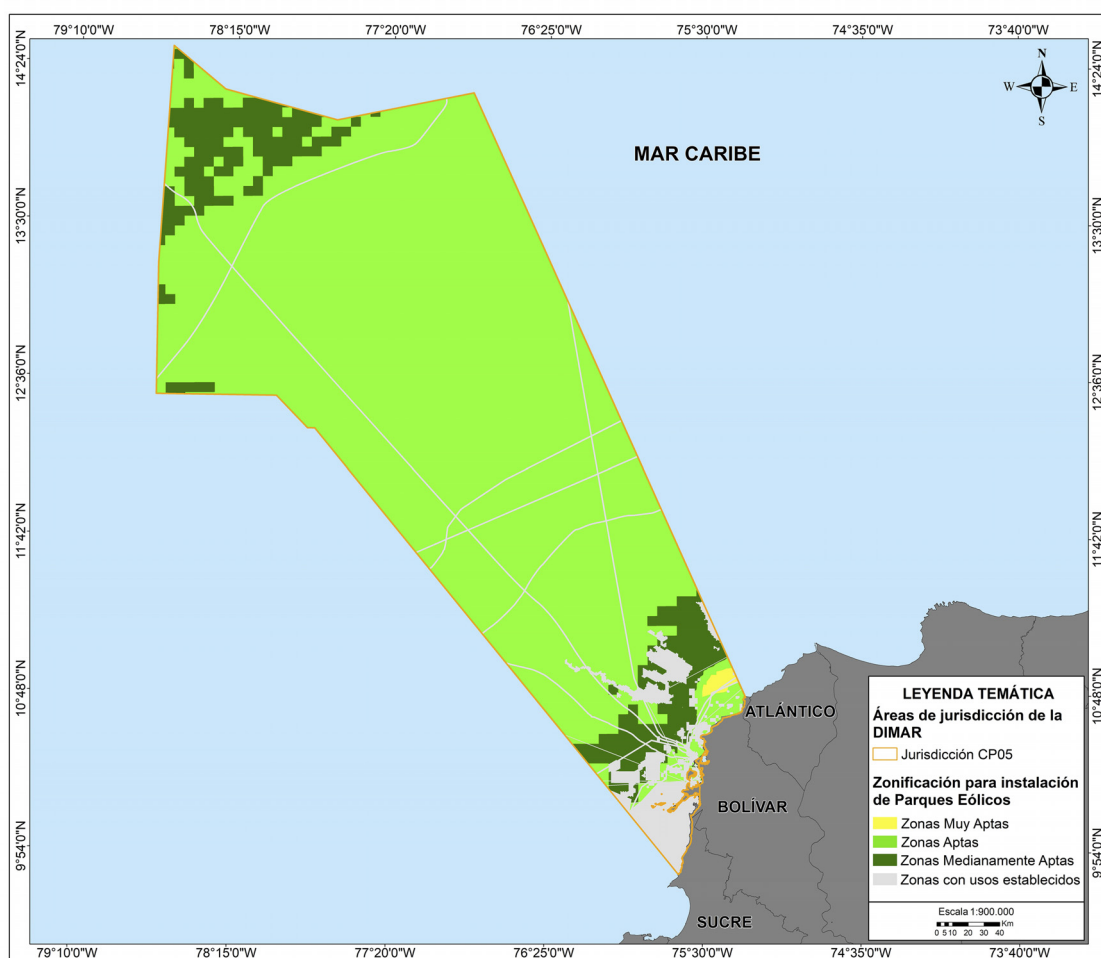 79°10'0"W 78°15'0"W 77°20'0"W 76°25'0"W 75°30'0"W 74°35'0"W 73°40'0"W
14°24'0"N
14°24'0"N
N
W E
S
MAR CARIBE
13°30'0"N
13°30'0"N
12°36'0"N
12°36'0"N
11°42'0"N
11°42'0"N
10°48'0"N
10°48'0"N
ATLÁNTICO
BOLÍVAR
9°54'0"N
9°54'0"N
SUCRE
LEYENDA TEMÁTICA
Áreas de jurisdicción de la
DIMAR
Jurisdicción CP05
Zonificación para instalación
de Parques Eólicos
Zonas Muy Aptas
Zonas Aptas
Zonas Medianamente Aptas
Zonas con usos establecidos
Escala 1:900.000
0 5 10 20 30 40 Km
79°10'0"W 78°15'0"W 77°20'0"W 76°25'0"W 75°30'0"W 74°35'0"W 73°40'0"W